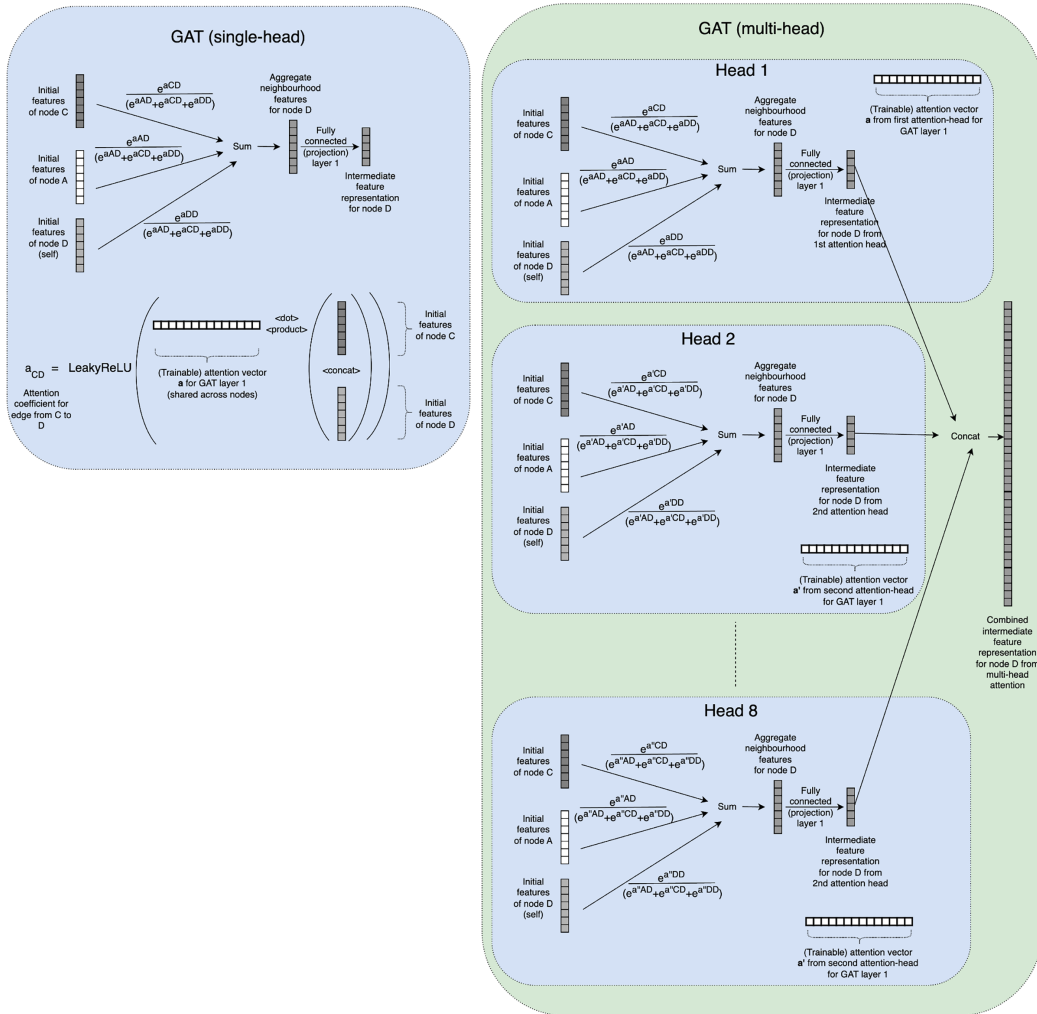 GAT (single-head)
Initial
features
of node C
e^aCD
(e^aAD+e^aCD+e^aDD)
Initial
features
of node A
e^aAD
(e^aAD+e^aCD+e^aDD)
Initial
features
of node D
(self)
e^aDD
(e^aAD+e^aCD+e^aDD)
Sum
Aggregate
neighbourhood
features
for node D
Fully
connected
(projection)
layer 1
Intermediate
feature
representation
for node D
a_CD = LeakyReLU
Attention
coefficient for
edge from C to
D
(Trainable) attention vector
a for GAT layer 1
(shared across nodes)
<dot>
<product>
<concat>
Initial
features
of node C
Initial
features
of node D
GAT (multi-head)
Head 1
Initial
features
of node C
e^aCD
(e^aAD+e^aCD+e^aDD)
Initial
features
of node A
e^aAD
(e^aAD+e^aCD+e^aDD)
Initial
features
of node D
(self)
e^aDD
(e^aAD+e^aCD+e^aDD)
Sum
Aggregate
neighbourhood
features
for node D
Fully
connected
(projection)
layer 1
Intermediate
feature
representation
for node D from
1st attention head
(Trainable) attention vector
a from first attention-head for
GAT layer 1
Head 2
Initial
features
of node C
e^a'CD
(e^a'AD+e^a'CD+e^a'DD)
Initial
features
of node A
e^a'AD
(e^a'AD+e^a'CD+e^a'DD)
Initial
features
of node D
(self)
e^a'DD
(e^a'AD+e^a'CD+e^a'DD)
Sum
Aggregate
neighbourhood
features
for node D
Fully
connected
(projection)
layer 1
Intermediate
feature
representation
for node D from
2nd attention head
(Trainable) attention vector
a' from second attention-head
for GAT layer 1
Head 8
Initial
features
of node C
e^a"CD
(e^a"AD+e^a"CD+e^a"DD)
Initial
features
of node A
e^a"AD
(e^a"AD+e^a"CD+e^a"DD)
Initial
features
of node D
(self)
e^a"DD
(e^a"AD+e^a"CD+e^a"DD)
Sum
Aggregate
neighbourhood
features
for node D
Fully
connected
(projection)
layer 1
Intermediate
feature
representation
for node D from
2nd attention head
(Trainable) attention vector
a' from second attention-head
for GAT layer 1
Concat
Combined
intermediate
feature
representation
for node D from
multi-head
attention